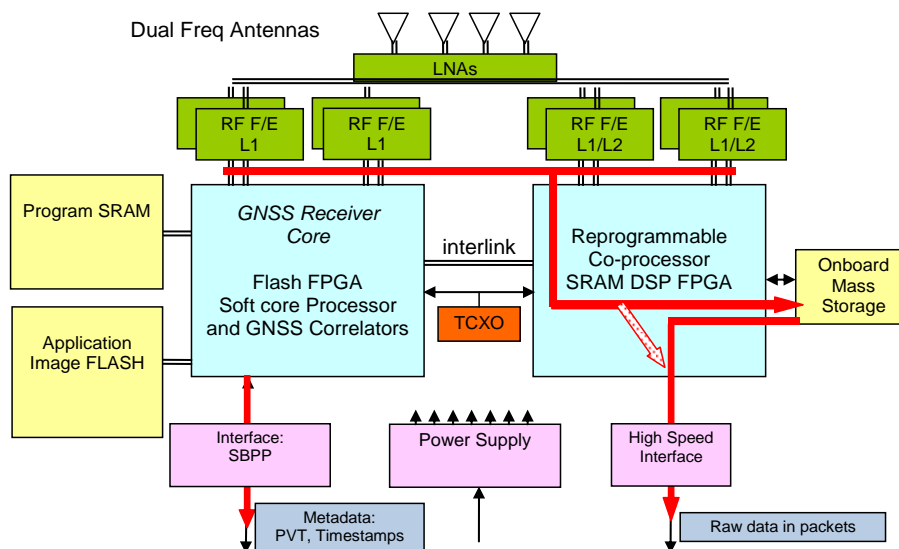 Dual Freq Antennas
LNAs
RF F/E
L1
RF F/E
L1
RF F/E
L1/L2
RF F/E
L1/L2
Program SRAM
GNSS Receiver
Core
Flash FPGA
Soft core Processor
and GNSS Correlators
interlink
Reprogrammable
Co-processor
SRAM DSP FPGA
Onboard
Mass
Storage
TCXO
Application
Image FLASH
Interface:
SBPP
Power Supply
High Speed
Interface
Metadata:
PVT, Timestamps
Raw data in packets